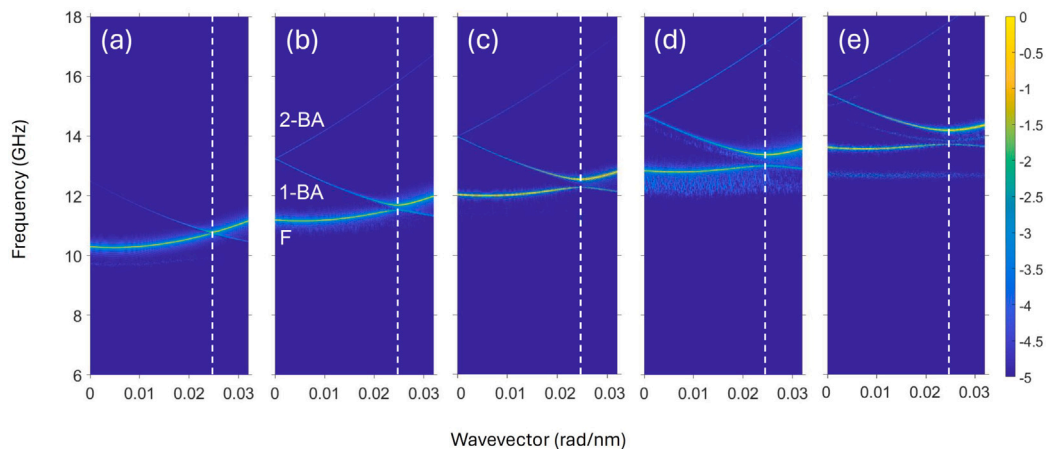 (a) (b) (c) (d) (e)
18 0
16 -0.5
14 -1
12 -1.5
10 -2
8 -2.5
6 -3
-3.5
-4
-4.5
-5
2-BA
1-BA
F
Frequency (GHz)
0 0.01 0.02 0.03 0 0.01 0.02 0.03 0 0.01 0.02 0.03 0 0.01 0.02 0.03 0 0.01 0.02 0.03
Wavevector (rad/nm)